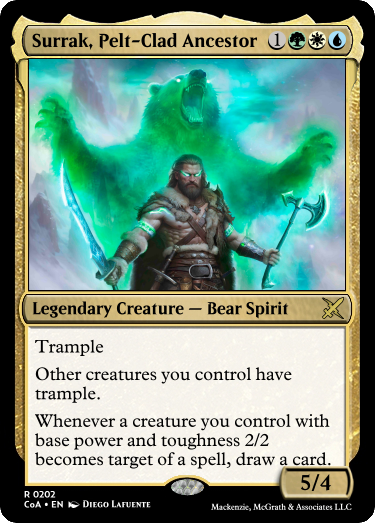 Surrak, Pelt-Clad Ancestor 1
Legendary Creature — Bear Spirit
Trample
Other creatures you control have
trample.
Whenever a creature you control with
base power and toughness 2/2
becomes target of a spell, draw a card.
5/4
R 0202
CoA • EN DIEGO LAFUENTE
Mackenzie, McGrath & Associates LLC